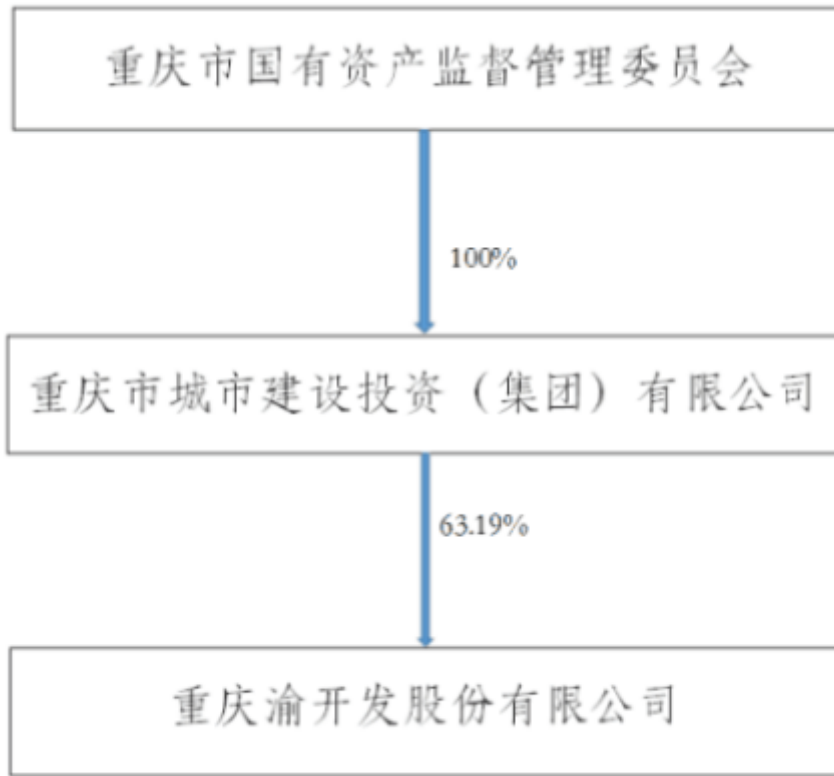 重庆市国有资产监督管理委员会
100%
重庆市城市建设投资（集团）有限公司
63.19%
重庆渝开发股份有限公司